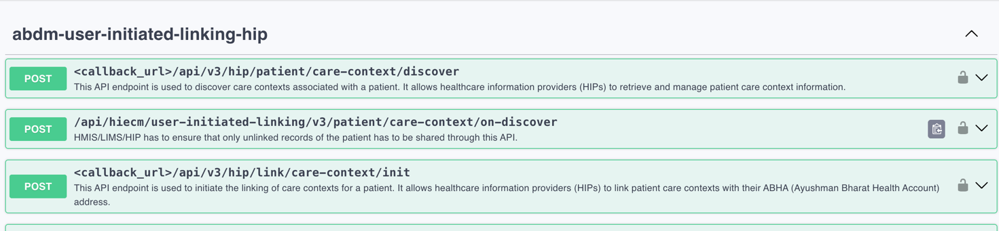 abdm-user-initiated-linking-hip
POST
<callback_url>/api/v3/hip/patient/care-context/discover
This API endpoint is used to discover care contexts associated with a patient. It allows healthcare information providers (HIPs) to retrieve and manage patient care context information.
POST
/api/hiecm/user-initiated-linking/v3/patient/care-context/on-discover
HMIS/LIMS/HIP has to ensure that only unlinked records of the patient has to be shared through this API.
POST
<callback_url>/api/v3/hip/link/care-context/init
This API endpoint is used to initiate the linking of care contexts for a patient. It allows healthcare information providers (HIPs) to link patient care contexts with their ABHA (Ayushman Bharat Health Account)
address.